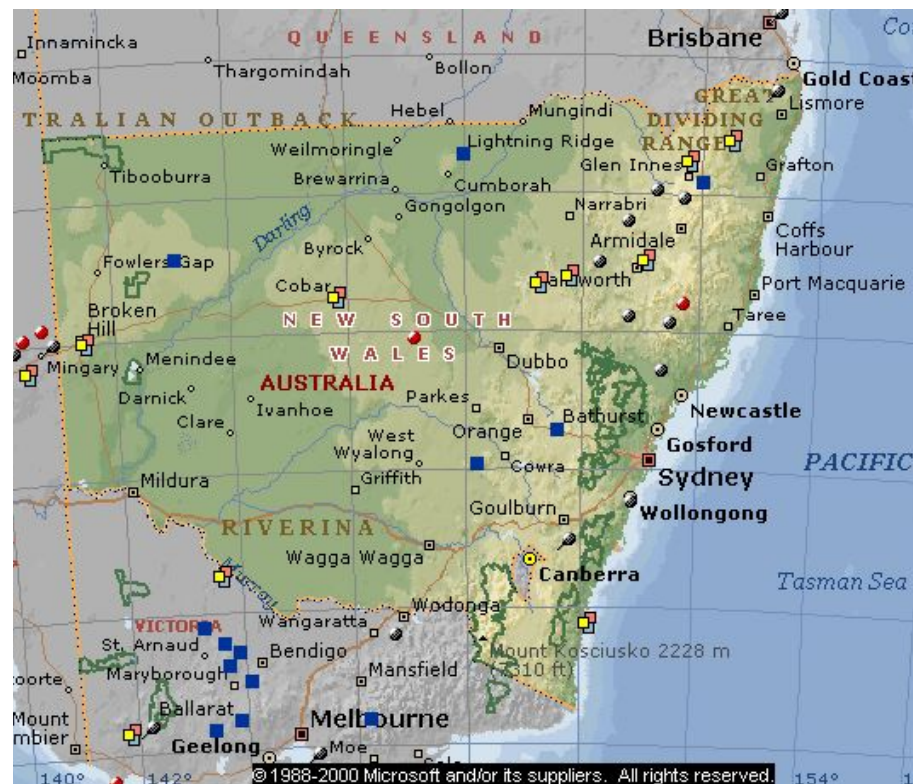 Innamincka
QUEENSLAND
Brisbane
Moomba
Thargomindah
Bollon
Gold Coast
GREAT
DIVIDING
RANGE
TRALIAN OUTBACK
Hebel
Mungindi
Lismore
Weilmoringle
Lightning Ridge
Glen Innes
Grafton
Tibooburra
Brewarrina
Cumborah
Gongolgon
Narrabri
Darling
Byrock
Armidale
Coffs
Harbour
Fowlers Gap
Cobar
Port Macquarie
Broken
Hill
NEW SOUTH
WALES
Taree
Mingary
Menindee
Dubbo
AUSTRALIA
Darnick
Ivanhoe
Parkes
Bathurst
Newcastle
Clare
West
Wyalong
Orange
Gosford
Cowra
Sydney
PACIFIC
Mildura
Griffith
Goulburn
Wollongong
RIVERINA
Wagga Wagga
Canberra
Murray
Tasman Sea
VICTORIA
Wangaratta
Wodonga
St. Arnaud
Bendigo
Mount Kosciusko 2228 m
(7310 ft)
Maryborough
Mansfield
Mount
Ballarat
Melbourne
Geelong
Moe
140°
142°
©1988-2000 Microsoft and/or its suppliers. All rights reserved.
154°